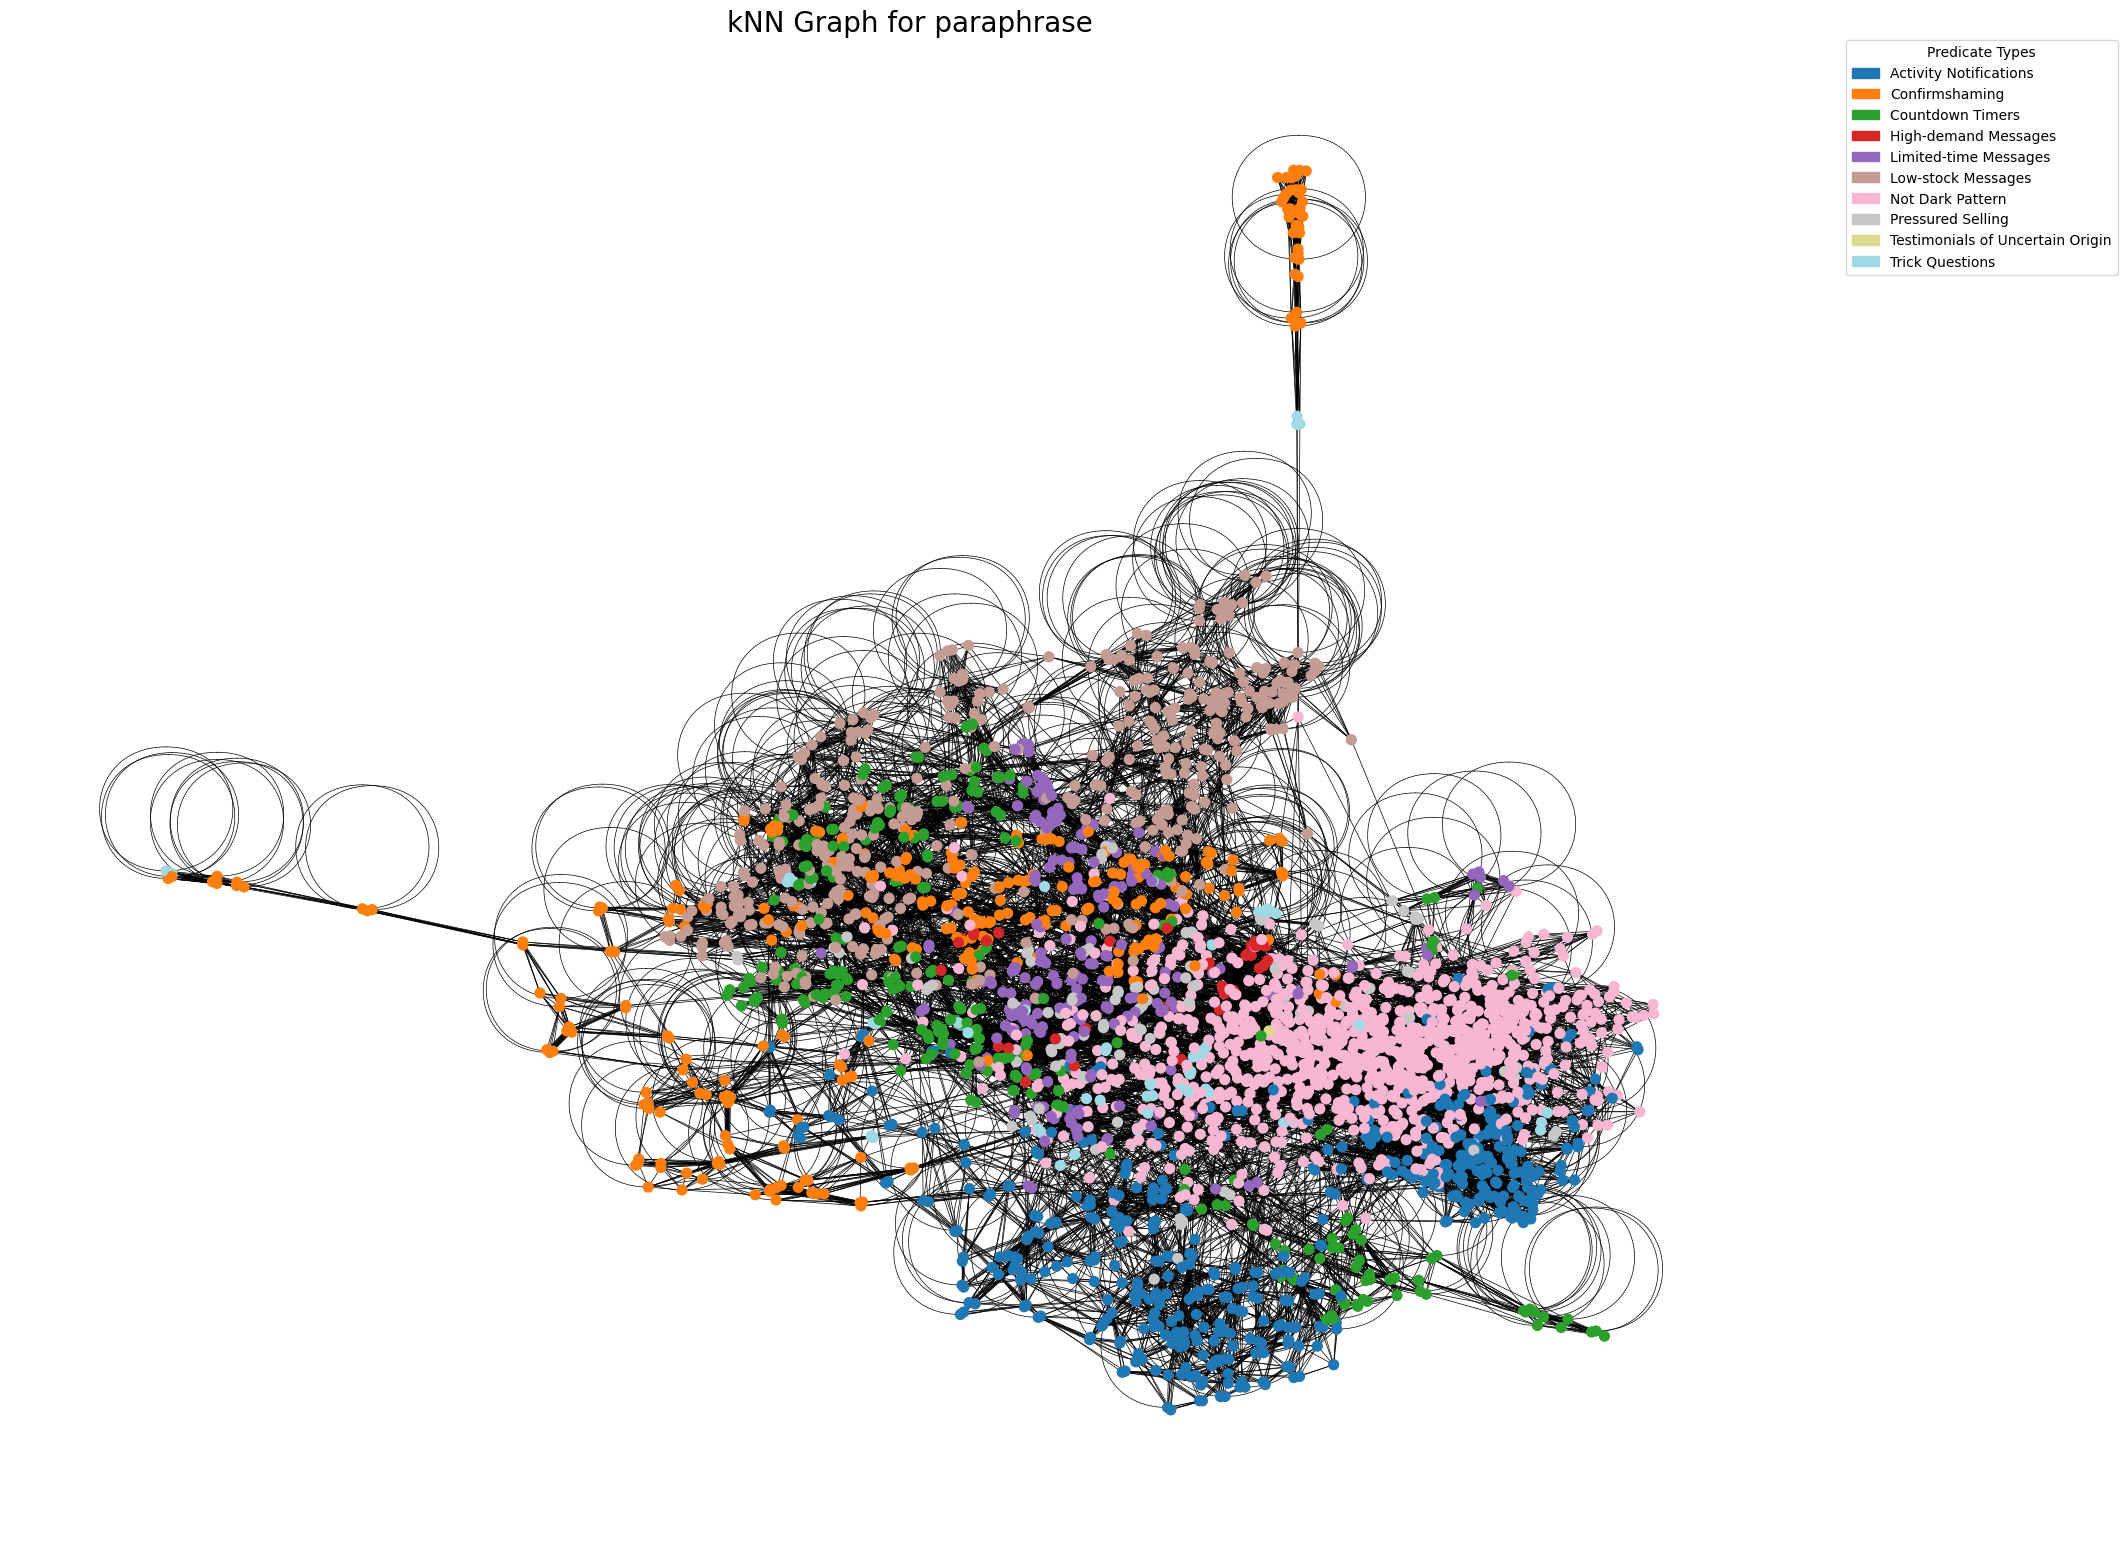 kNN Graph for paraphrase
Predicate Types
Activity Notifications
Confirmshaming
Countdown Timers
High-demand Messages
Limited-time Messages
Low-stock Messages
Not Dark Pattern
Pressured Selling
Testimonials of Uncertain Origin
Trick Questions